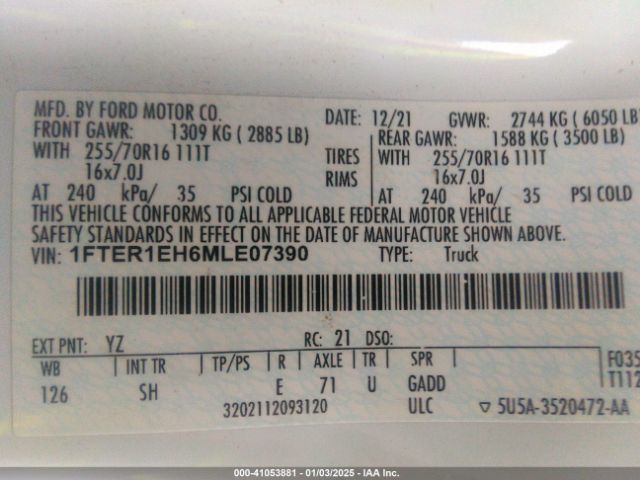 MFD. BY FORD MOTOR CO. DATE: 12/21 GVWR: 2744 KG ( 6050 LB
FRONT GAWR: 1309 KG ( 2885 LB) REAR GAWR: 1588 KG ( 3500 LB)
WITH 255/70R16 111T TIRES WITH 255/70R16 111T
16x7.0J RIMS 16x7.0J
AT 240 kPa/ 35 PSI COLD AT 240 kPa/ 35 PSI COLD
THIS VEHICLE CONFORMS TO ALL APPLICABLE FEDERAL MOTOR VEHICLE
SAFETY STANDARDS IN EFFECT ON THE DATE OF MANUFACTURE SHOWN ABOVE.
VIN: 1FTER1EH6MLE07390 TYPE: Truck
EXT PNT: YZ RC: 21 DSO:
WB INT TR TP/PS R AXLE TR SPR F035
126 SH E 71 U GADD T112
3202112093120 ULC ▽ 5U5A-3520472-AA
200-41053881 - 01/03/2025 - IAA Inc.